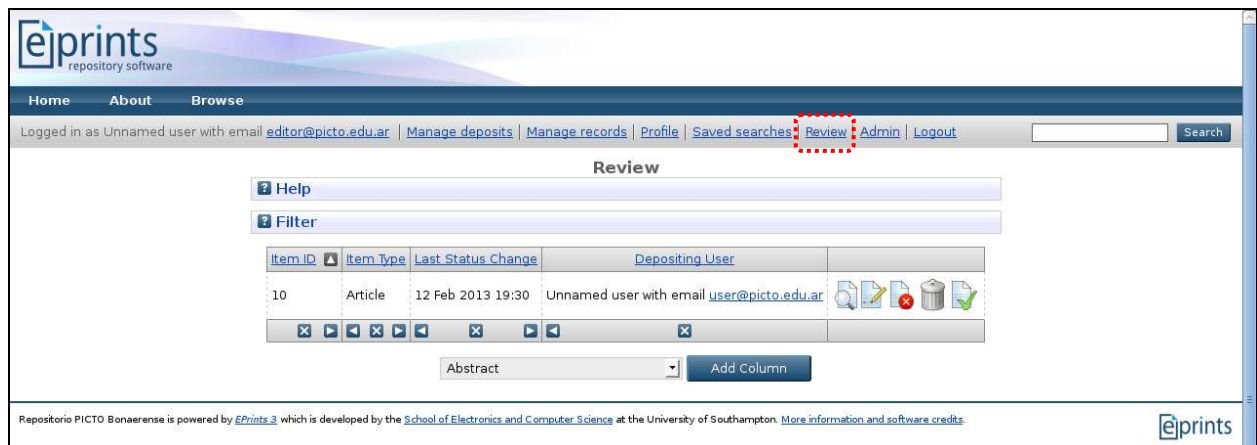 eprints
repository software
Home About Browse
Logged in as Unnamed user with email editor@picto.edu.ar | Manage deposits | Manage records | Profile | Saved searches | Review | Admin | Logout Search
Review
? Help
? Filter
Item ID Item Type Last Status Change Depositing User
10 Article 12 Feb 2013 19:30 Unnamed user with email user@picto.edu.ar
Abstract Add Column
Repositorio PICTO Bonaerense is powered by EPrints 3 which is developed by the School of Electronics and Computer Science at the University of Southampton. More information and software credits.
eprints